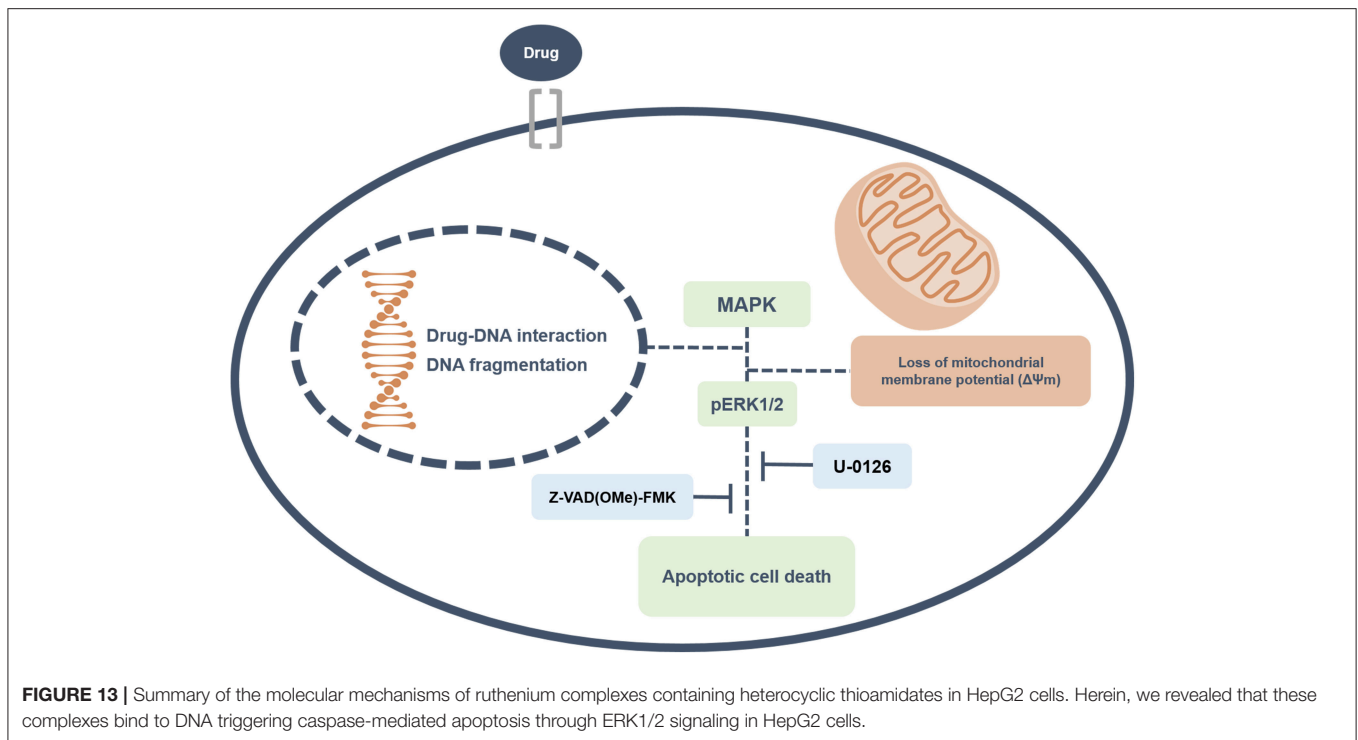 Drug
Drug-DNA interaction
DNA fragmentation
MAPK
Loss of mitochondrial
membrane potential (ΔΨm)
pERK1/2
U-0126
Z-VAD(OMe)-FMK
Apoptotic cell death
FIGURE 13 | Summary of the molecular mechanisms of ruthenium complexes containing heterocyclic thioamidates in HepG2 cells. Herein, we revealed that these
complexes bind to DNA triggering caspase-mediated apoptosis through ERK1/2 signaling in HepG2 cells.